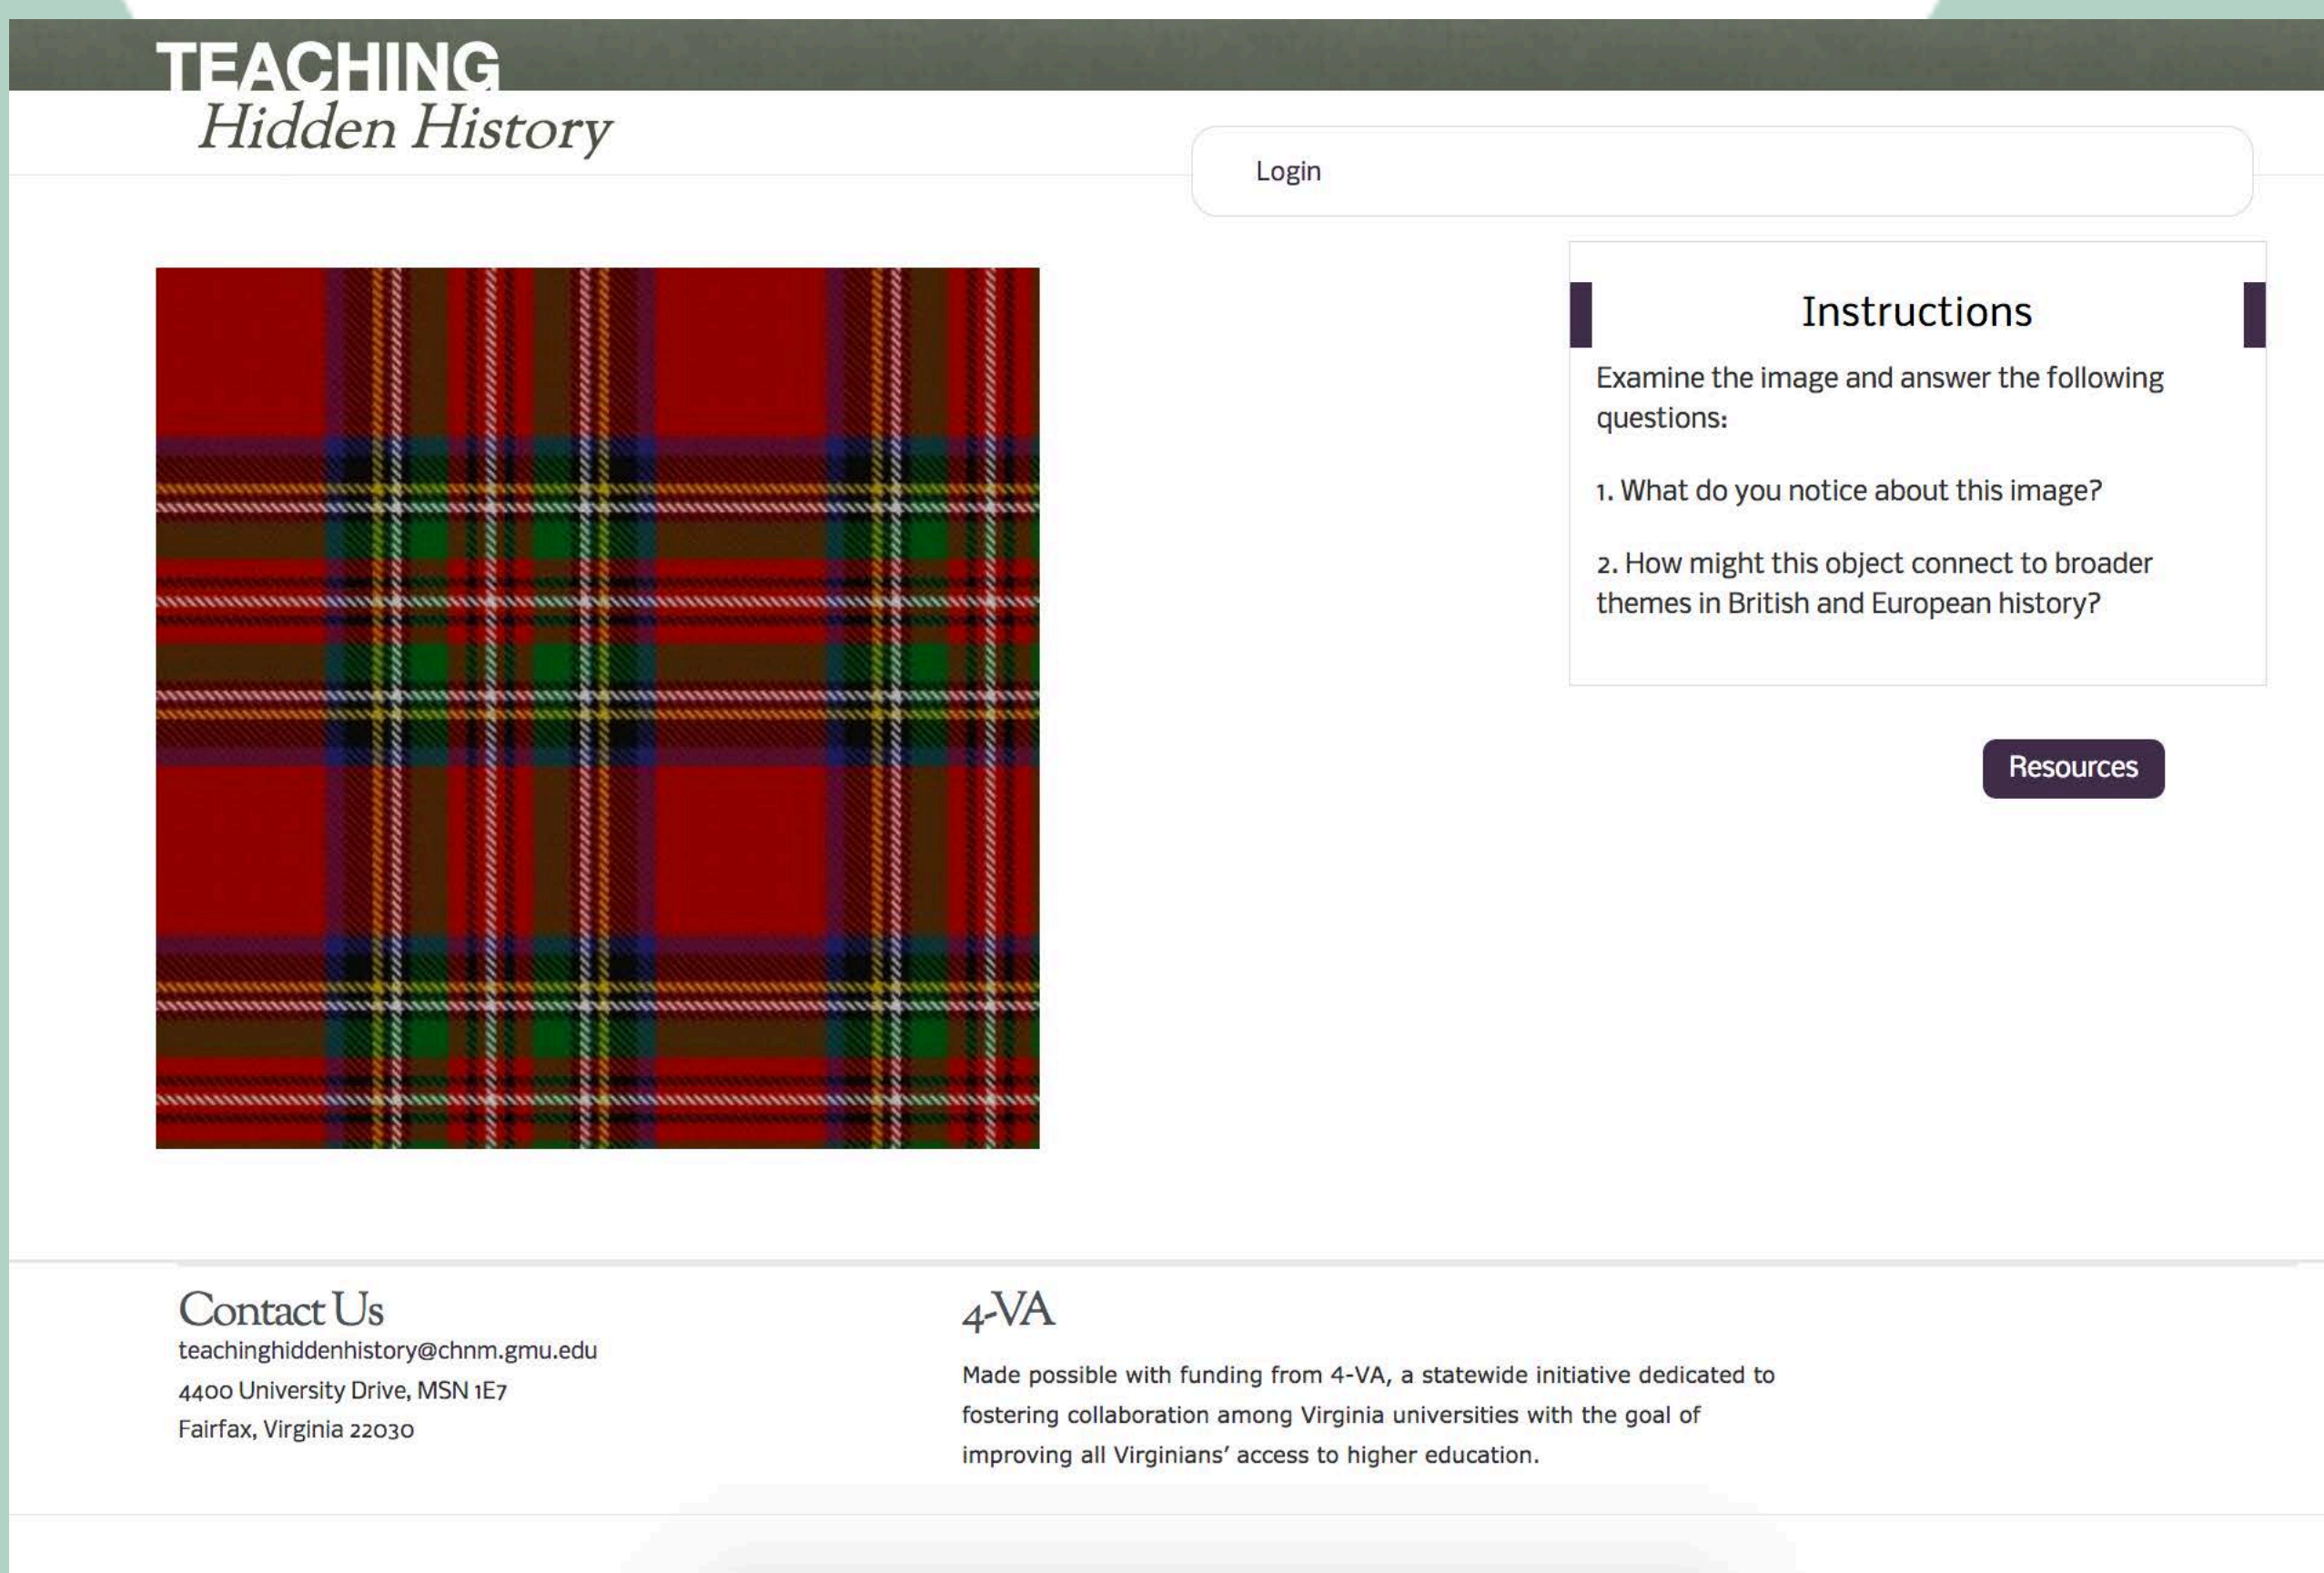 TEACHING
Hidden History
Login
Instructions
Examine the image and answer the following
questions:
1. What do you notice about this image?
2. How might this object connect to broader
themes in British and European history?
Resources
Contact Us
teachinghiddenhistory@chnm.gmu.edu
4400 University Drive, MSN 1E7
Fairfax, Virginia 22030
4-VA
Made possible with funding from 4-VA, a statewide initiative dedicated to
fostering collaboration among Virginia universities with the goal of
improving all Virginians’ access to higher education.